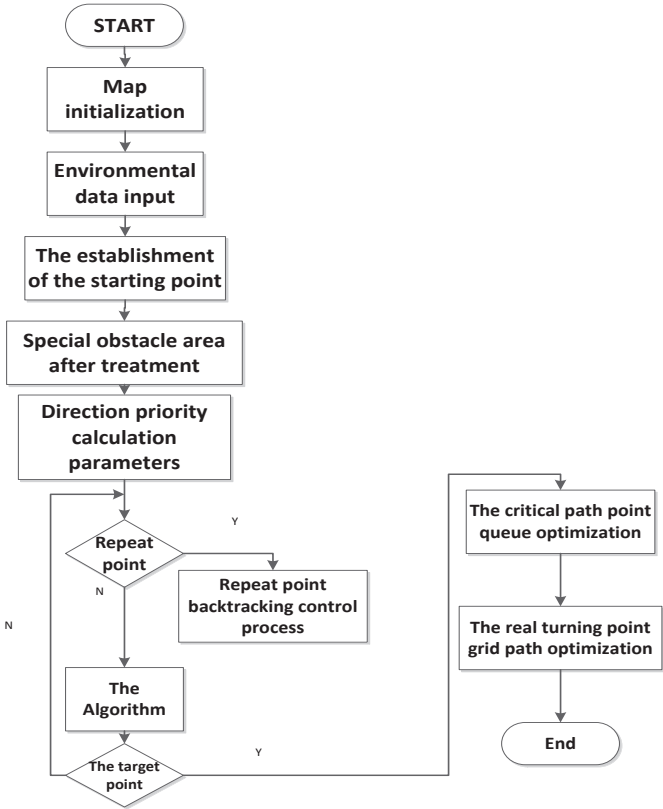 START
Map
initialization
Environmental
data input
The establishment
of the starting point
Special obstacle area
after treatment
Direction priority
calculation
parameters
Repeat
point
Y
N
Repeat point
backtracking control
process
N
The
Algorithm
The target
point
Y
The critical path point
queue optimization
The real turning point
grid path optimization
End